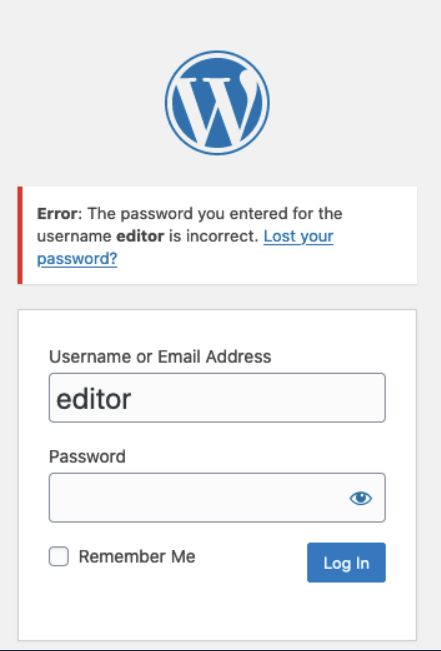 Error: The password you entered for the
username editor is incorrect. Lost your
password?
Username or Email Address
editor
Password
Remember Me
Log In